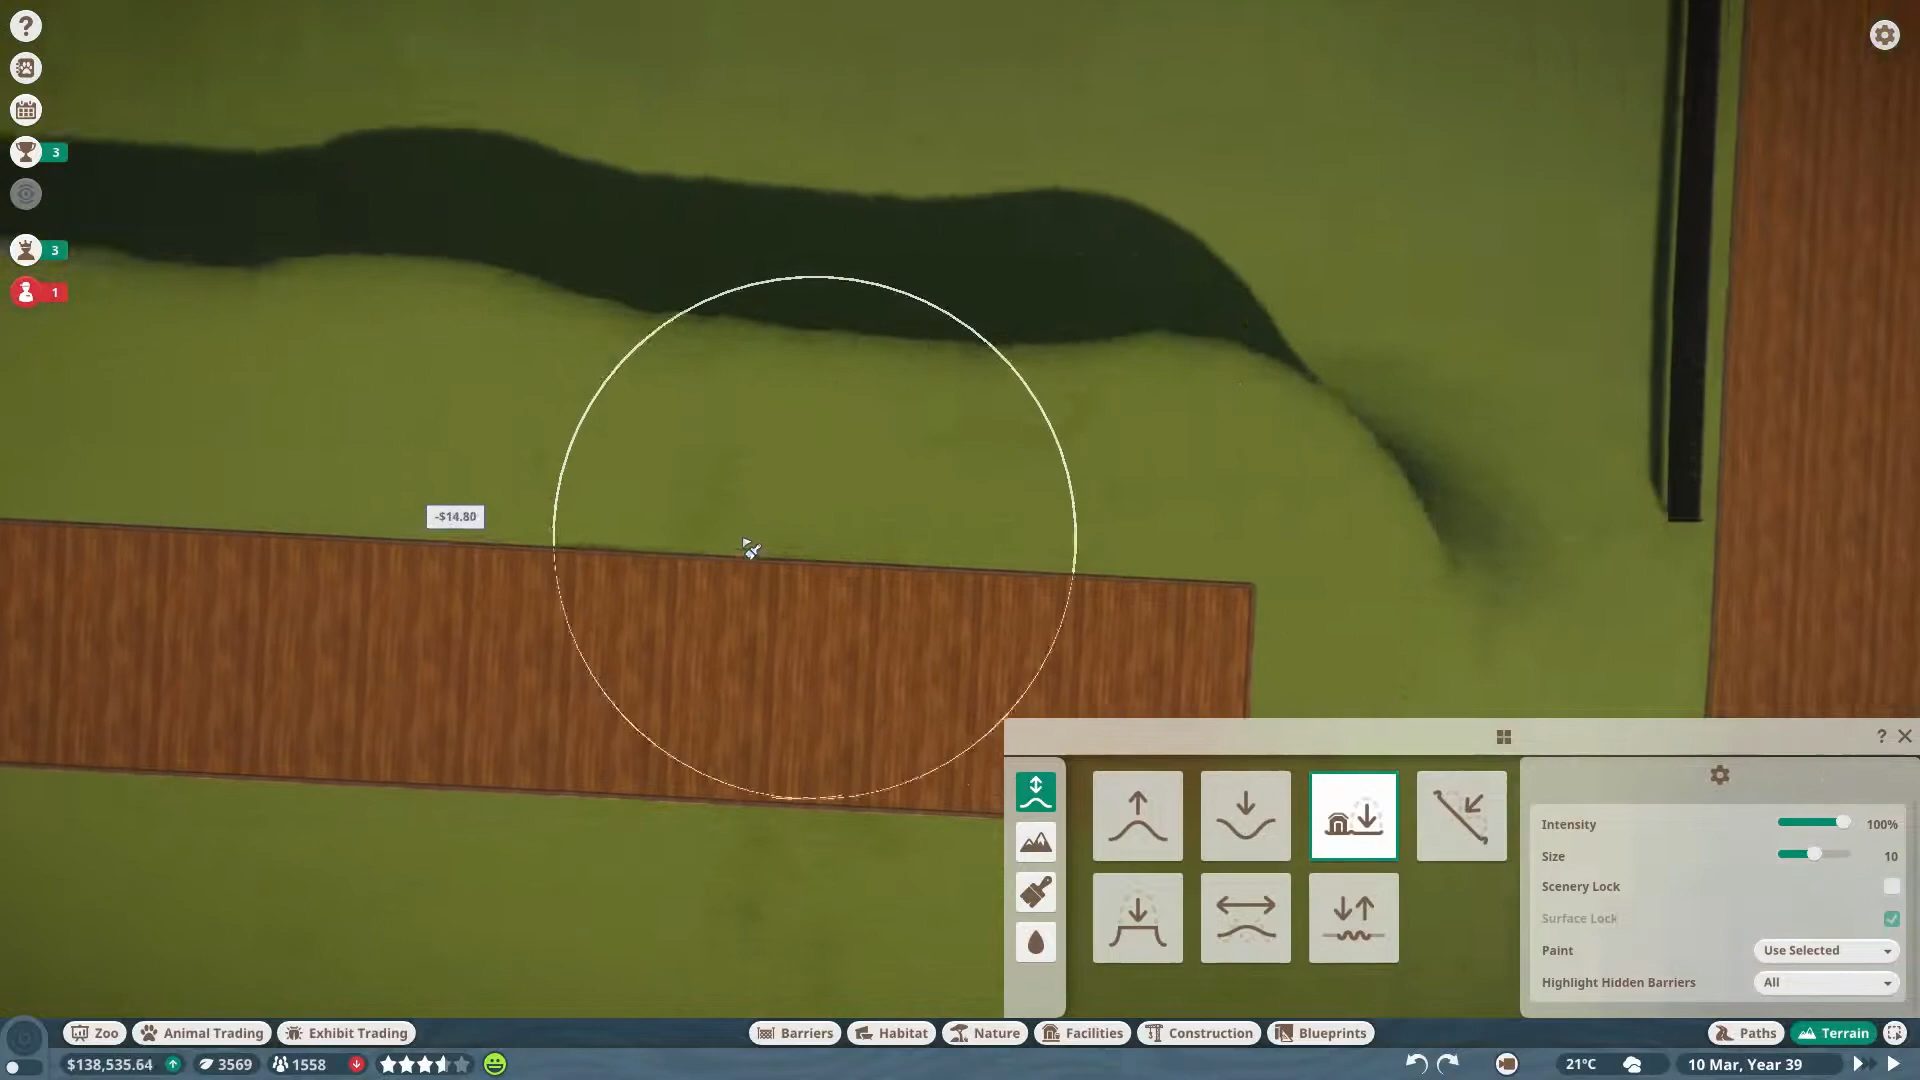 ?
3
3
1
-$14.80
?
Intensity 100%
Size 10
Scenery Lock
Surface Lock
Paint Use Selected
Highlight Hidden Barriers All
Zoo Animal Trading Exhibit Trading Barriers Habitat Nature Facilities Construction Blueprints Paths Terrain
$138,535.64 3569 1558 21°C 10 Mar, Year 39